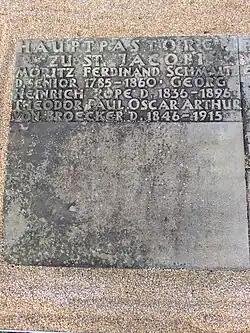 HAUPTPASTOREN
ZU ST. JACOBI
MORITZ FERDINAND SCHMALTZ
D. SENIOR 1785-1860. GEORG
HEINRICH RÖPE D. 1836-1896
THEODOR PAUL OSCAR ARTHUR
VON BROECKER D. 1846-1915